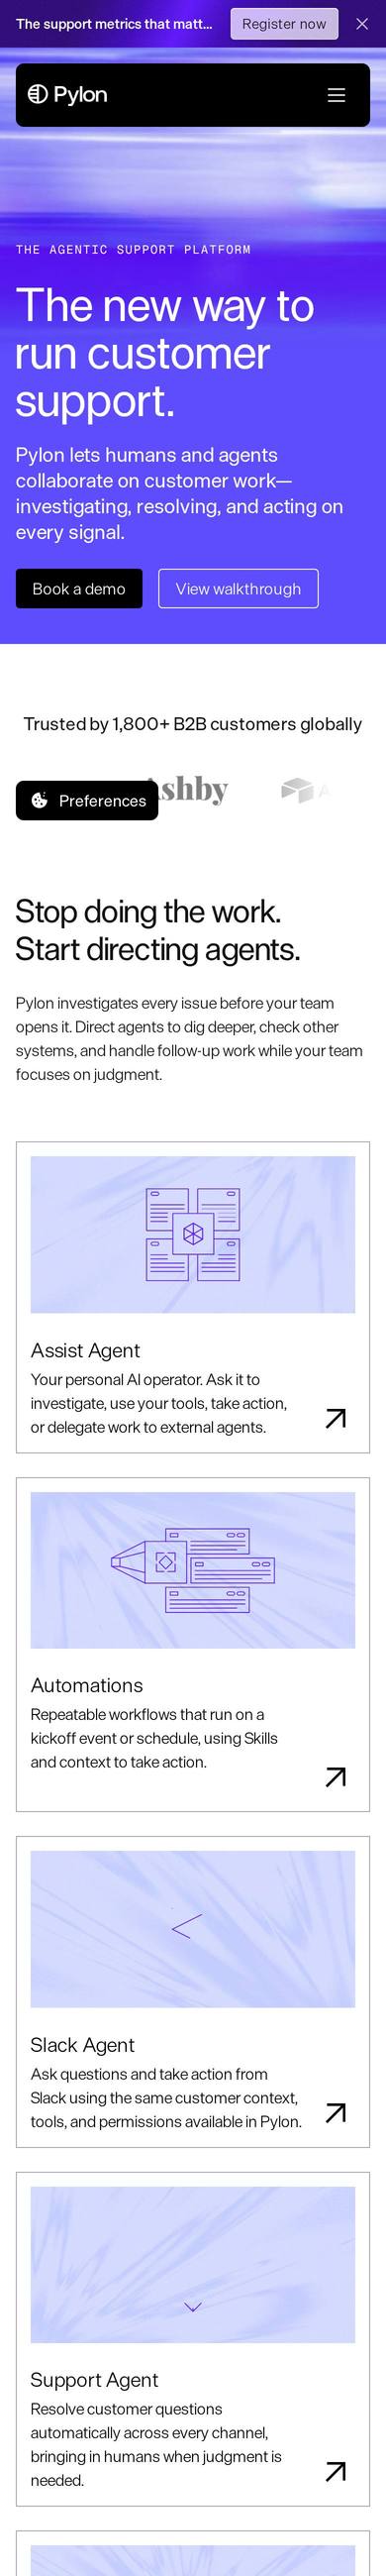 The support metrics that matt...
Register now
Pylon
THE AGENTIC SUPPORT PLATFORM
The new way to
run customer
support.
Pylon lets humans and agents
collaborate on customer work—
investigating, resolving, and acting on
every signal.
Book a demo
View walkthrough
Trusted by 1,800+ B2B customers globally
Ashby
Preferences
Stop doing the work.
Start directing agents.
Pylon investigates every issue before your team
opens it. Direct agents to dig deeper, check other
systems, and handle follow-up work while your team
focuses on judgment.
Assist Agent
Your personal AI operator. Ask it to
investigate, use your tools, take action,
or delegate work to external agents.
Automations
Repeatable workflows that run on a
kickoff event or schedule, using Skills
and context to take action.
Slack Agent
Ask questions and take action from
Slack using the same customer context,
tools, and permissions available in Pylon.
Support Agent
Resolve customer questions
automatically across every channel,
bringing in humans when judgment is
needed.